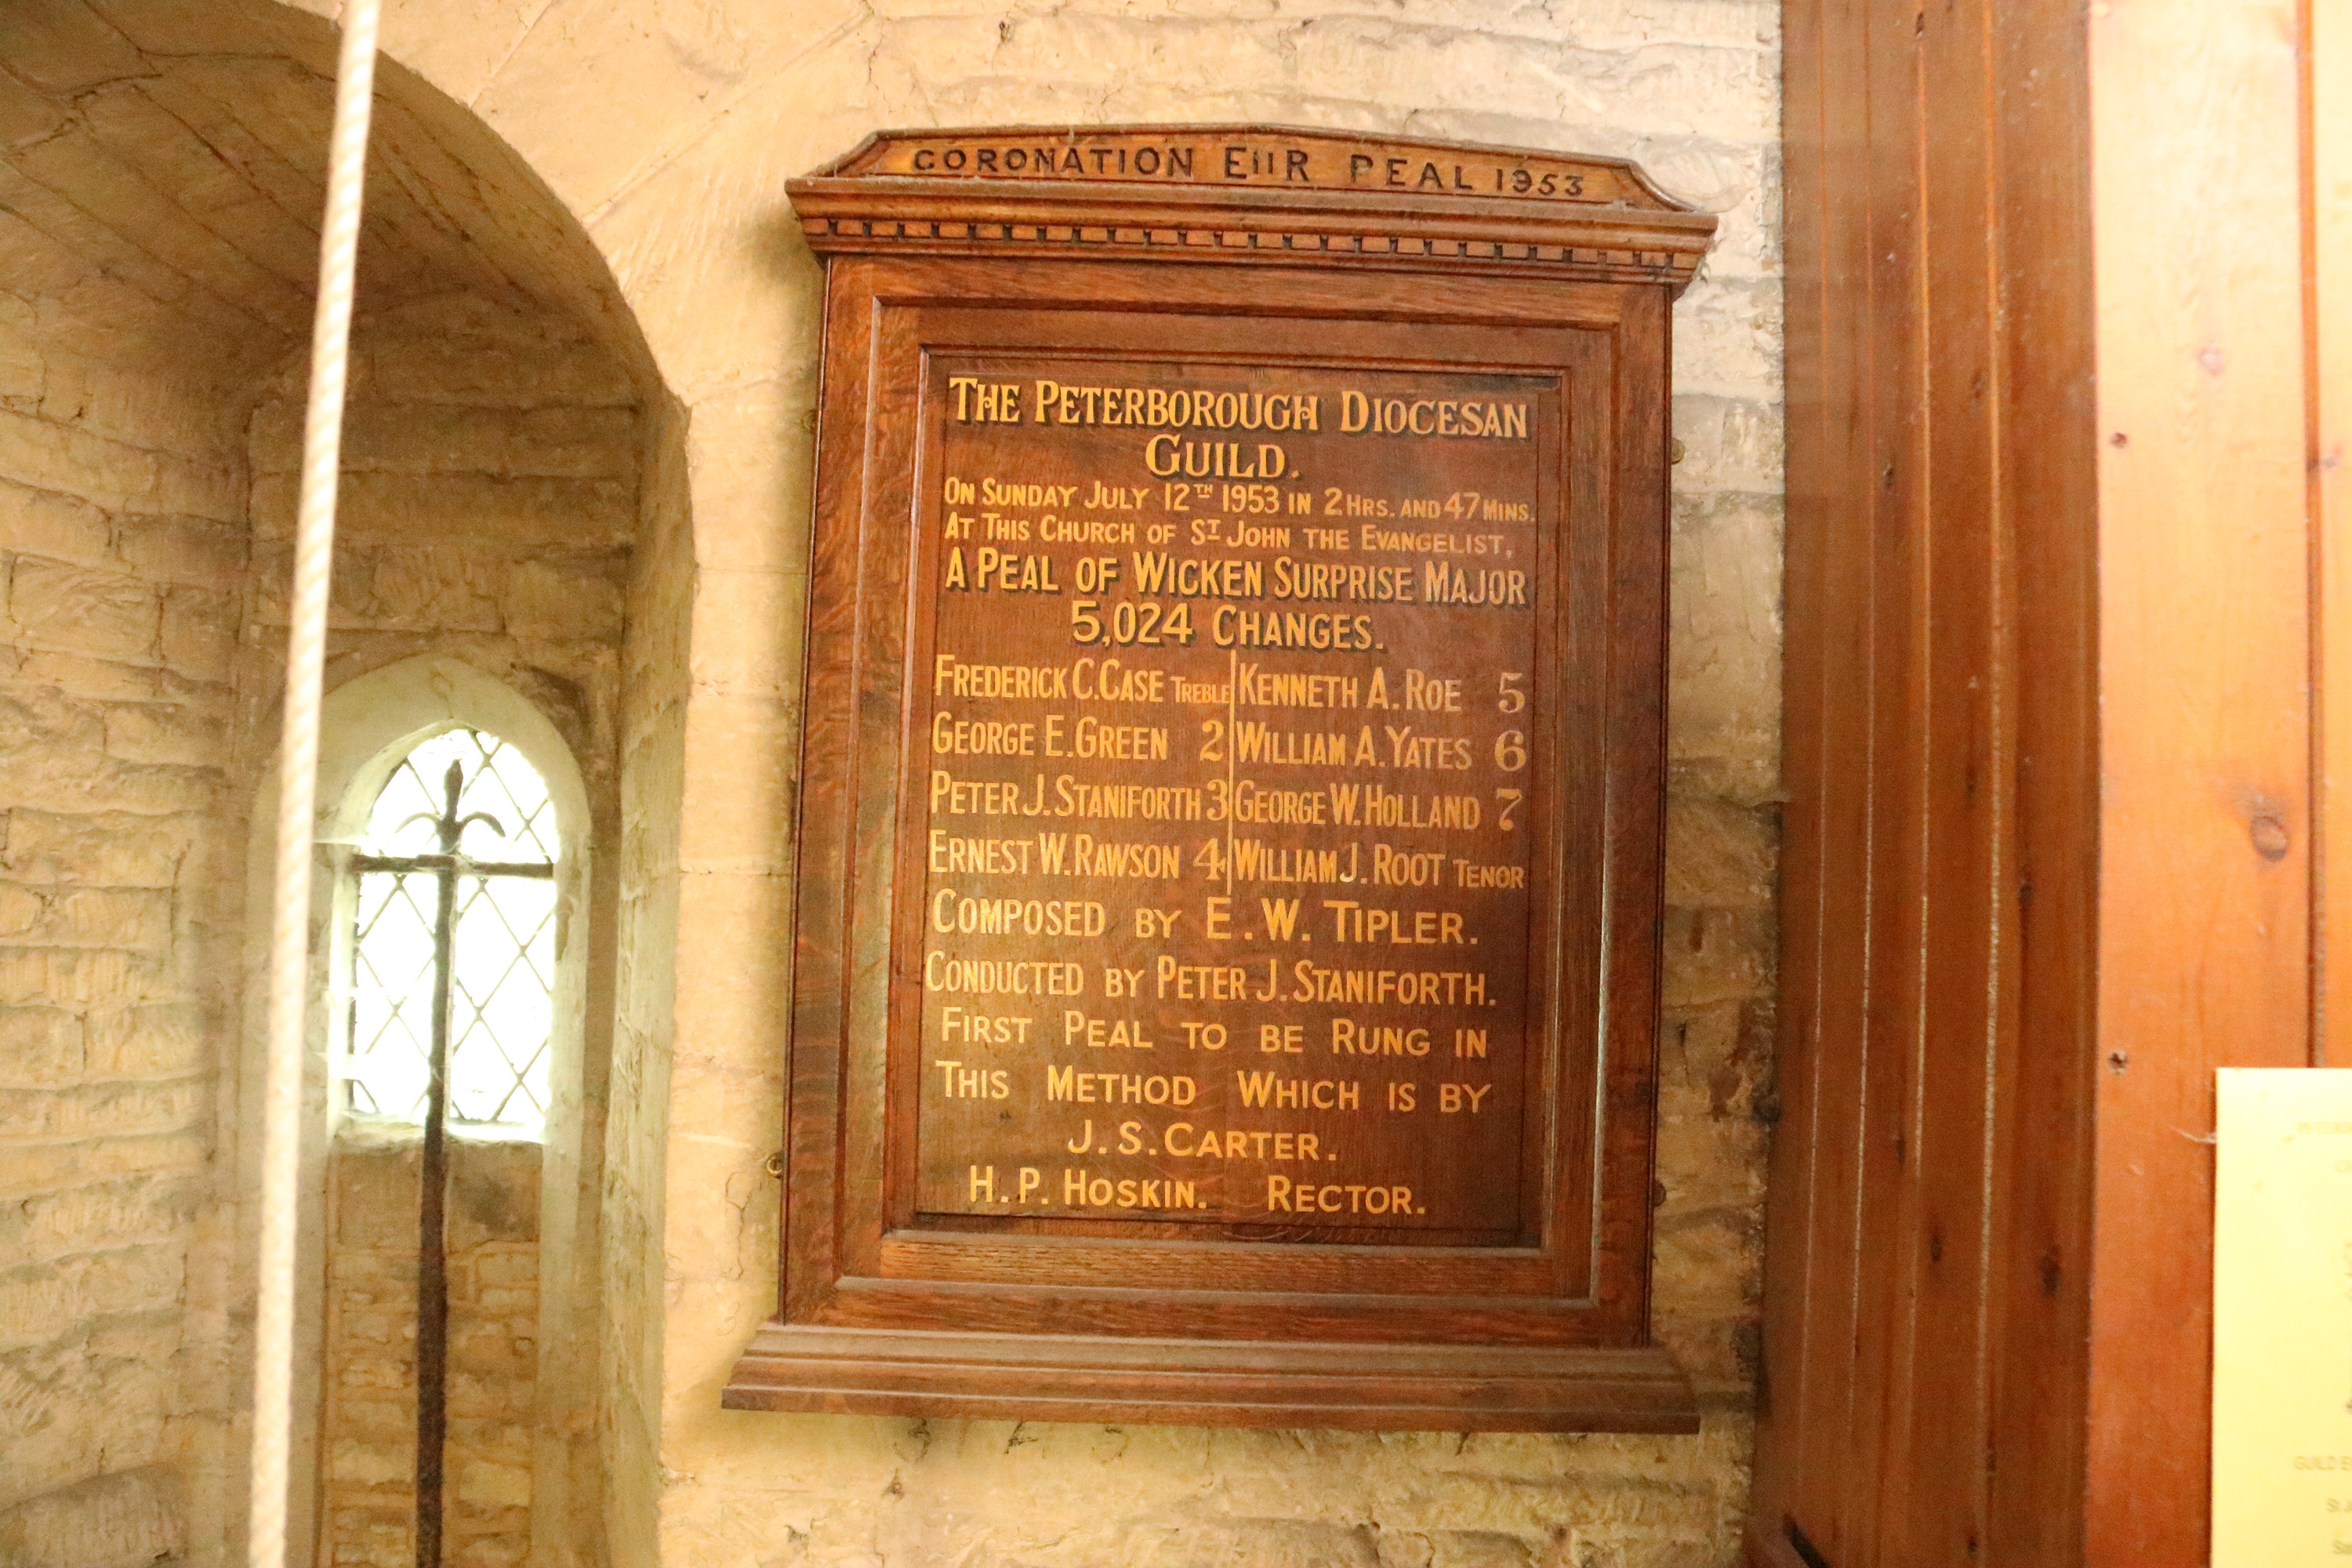 CORONATION EIIR PEAL 1953
THE PETERBOROUGH DIOCESAN
GUILD.
ON SUNDAY JULY 12TH 1953 IN 2 HRS. AND 47 MINS.
AT THIS CHURCH OF ST JOHN THE EVANGELIST,
A PEAL OF WICKEN SURPRISE MAJOR
5,024 CHANGES.
FREDERICK C. CASE TREBLE KENNETH A. ROE 5
GEORGE E. GREEN 2 WILLIAM A. YATES 6
PETER J. STANIFORTH 3 GEORGE W. HOLLAND 7
ERNEST W. RAWSON 4 WILLIAM J. ROOT TENOR
COMPOSED BY E. W. TIPLER.
CONDUCTED BY PETER J. STANIFORTH.
FIRST PEAL TO BE RUNG IN
THIS METHOD WHICH IS BY
J. S. CARTER.
H. P. HOSKIN. RECTOR.
GUILD